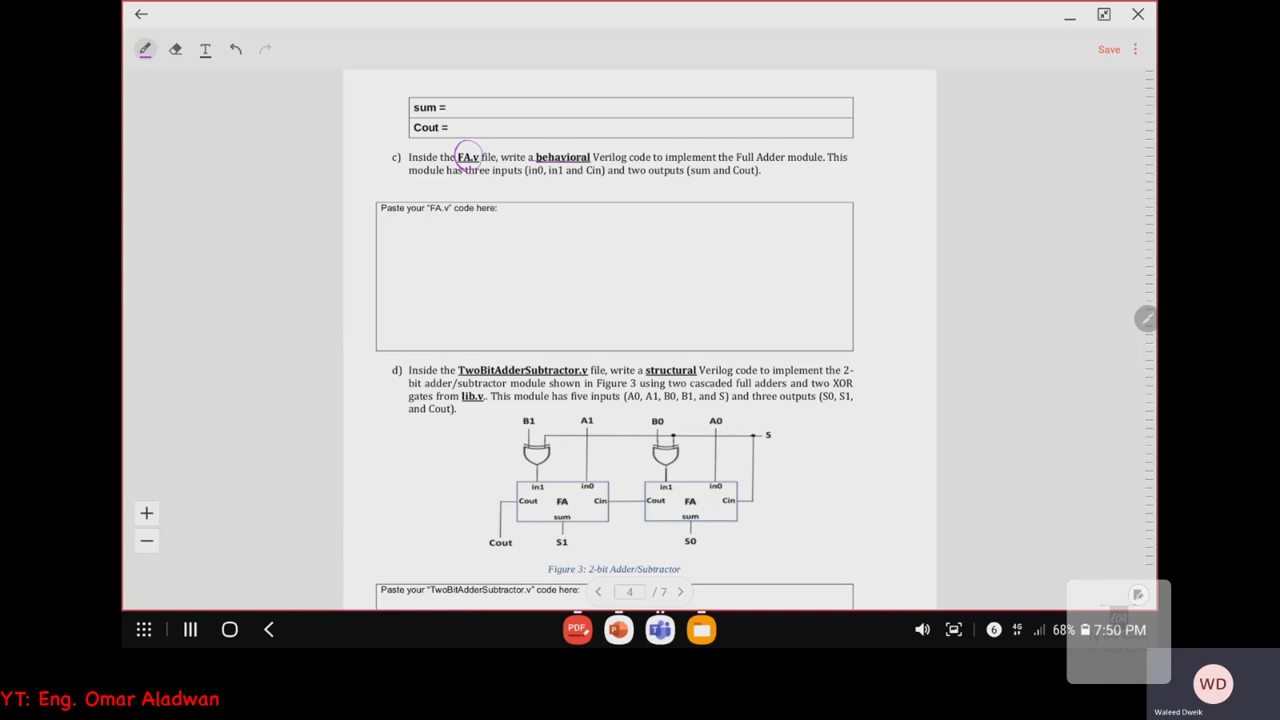 Save
sum =
Cout =
c) Inside the FA.v file, write a behavioral Verilog code to implement the Full Adder module. This
module has three inputs (in0, in1 and Cin) and two outputs (sum and Cout).
Paste your "FA.v" code here:
d) Inside the TwoBitAdderSubtractor.v file, write a structural Verilog code to implement the 2-
bit adder/subtractor module shown in Figure 3 using two cascaded full adders and two XOR
gates from lib.v.. This module has five inputs (A0, A1, B0, B1, and S) and three outputs (S0, S1,
and Cout).
B1 A1 B0 A0
S
in1 in0 in1 in0
Cout FA Cin Cout FA Cin
sum sum
Cout S1 S0
Figure 3: 2-bit Adder/Subtractor
Paste your "TwoBitAdderSubtractor.v" code here:
4 / 7
PDF
6 4G 68% 7:50 PM
WD
Waleed Dweik
YT: Eng. Omar Aladwan